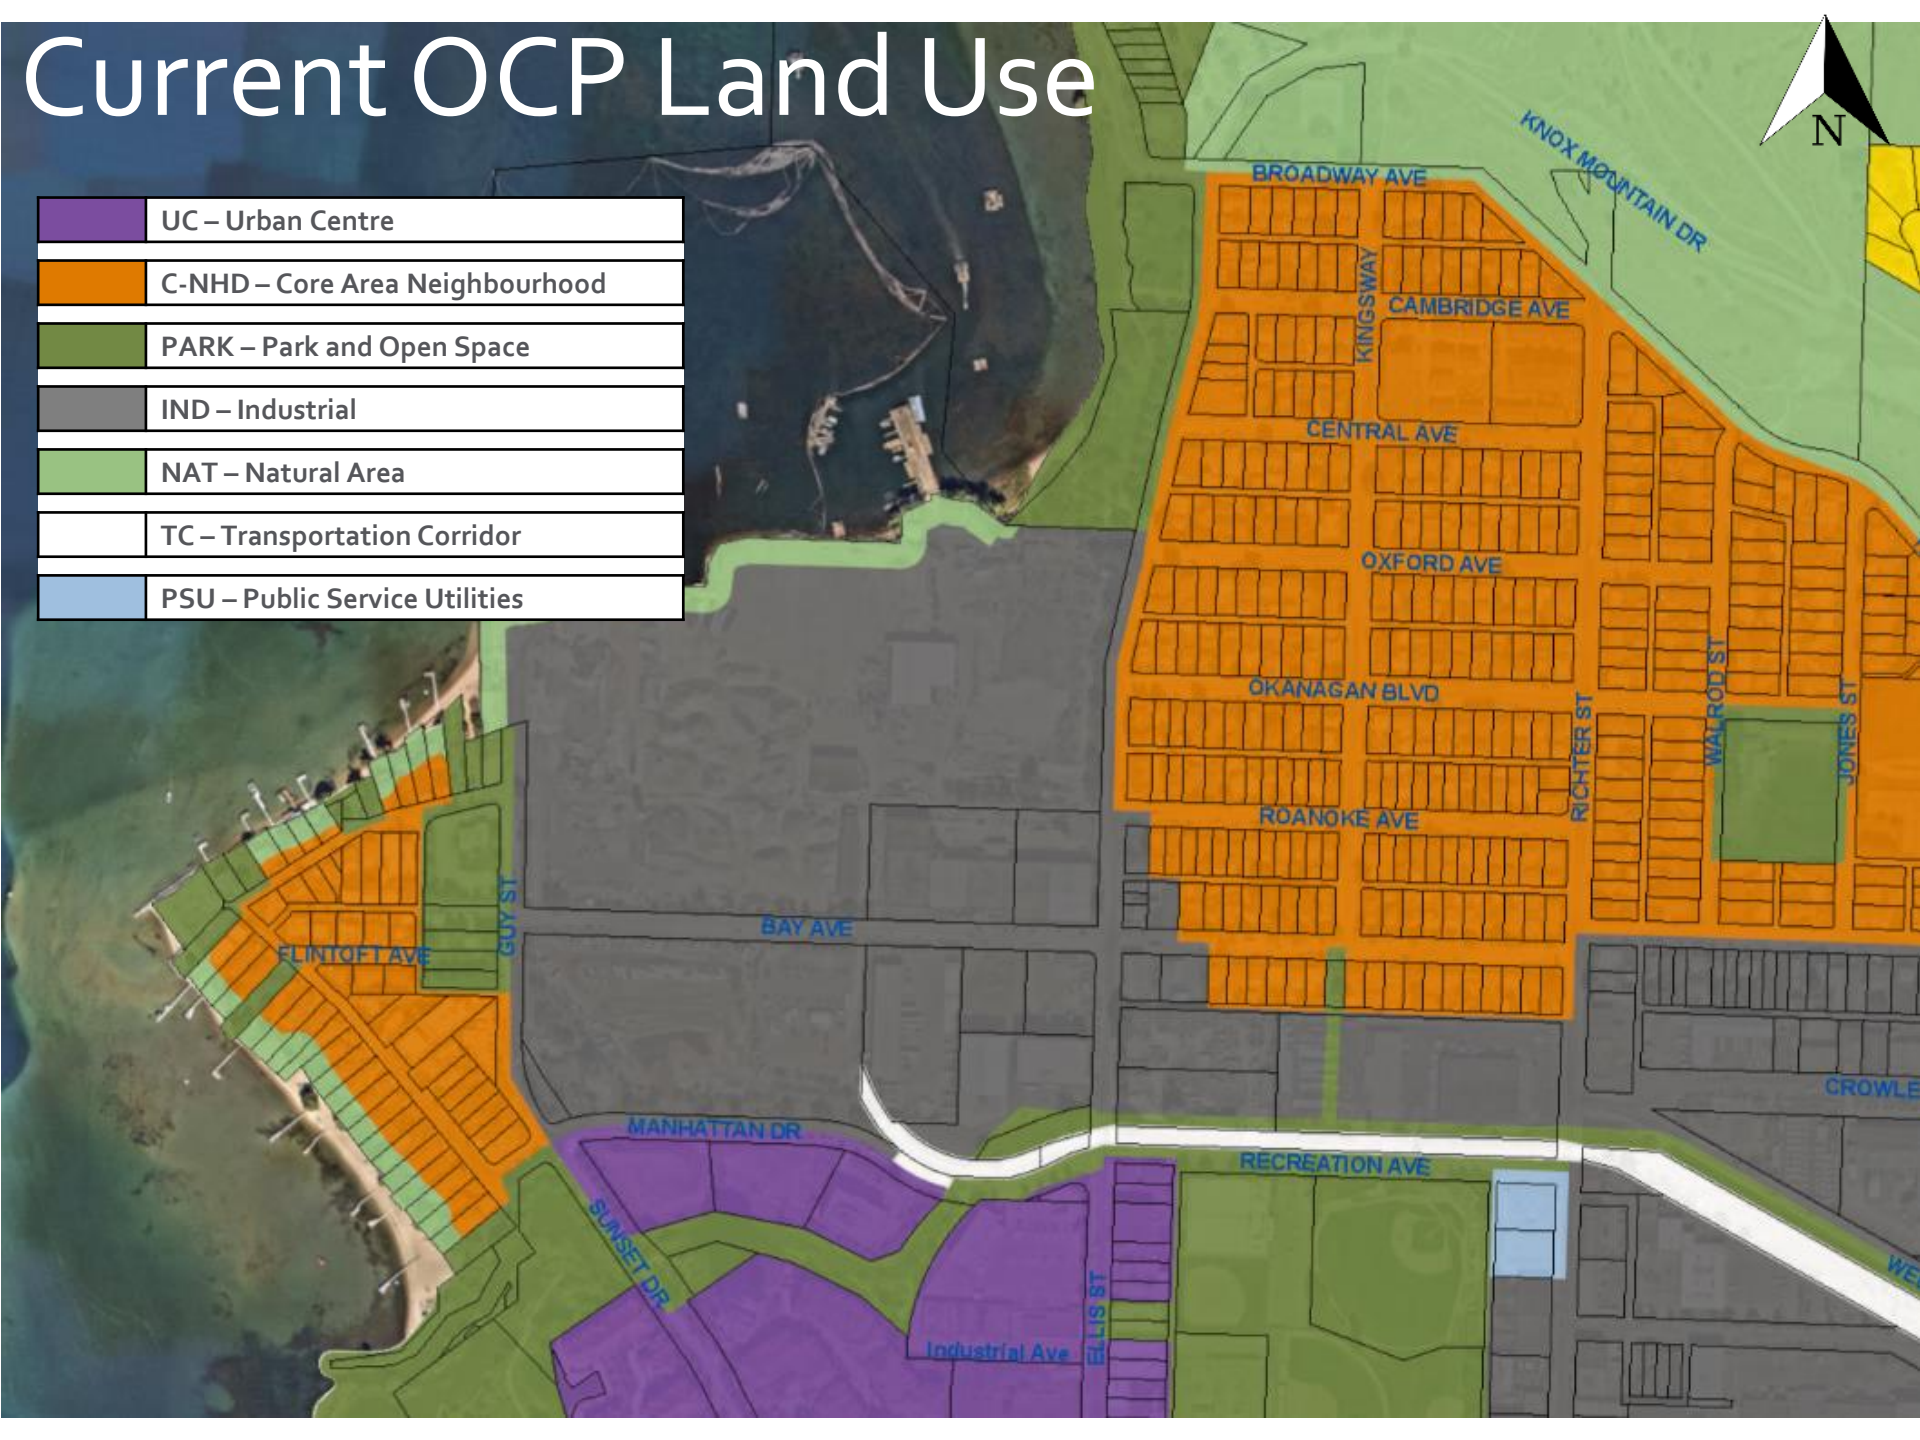 Current OCP Land Use
N
UC – Urban Centre
C-NHD – Core Area Neighbourhood
PARK – Park and Open Space
IND – Industrial
NAT – Natural Area
TC – Transportation Corridor
PSU – Public Service Utilities
KNOX MOUNTAIN DR
BROADWAY AVE
KINGSWAY
CAMBRIDGE AVE
CENTRAL AVE
OXFORD AVE
OKANAGAN BLVD
WALROD ST
JONES ST
RICHTER ST
ROANOKE AVE
GUY ST
BAY AVE
FLINTOFT AVE
CROWLE
MANHATTAN DR
RECREATION AVE
SUNSET DR
ELLIS ST
WE
Industrial Ave